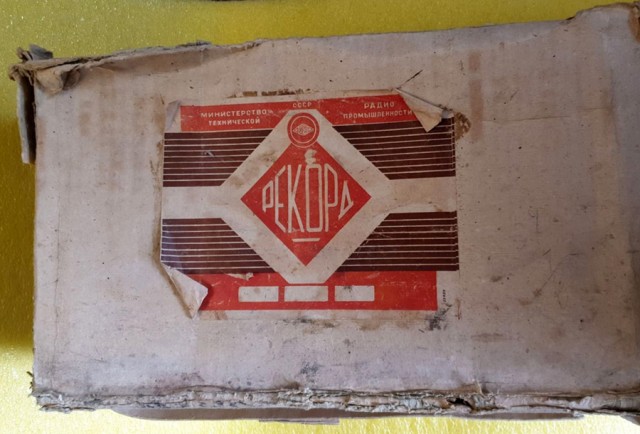 СССР
МИНИСТЕРСТВО РАДИО
ТЕХНИЧЕСКОЙ ПРОМЫШЛЕННОСТИ
РЕКОРД